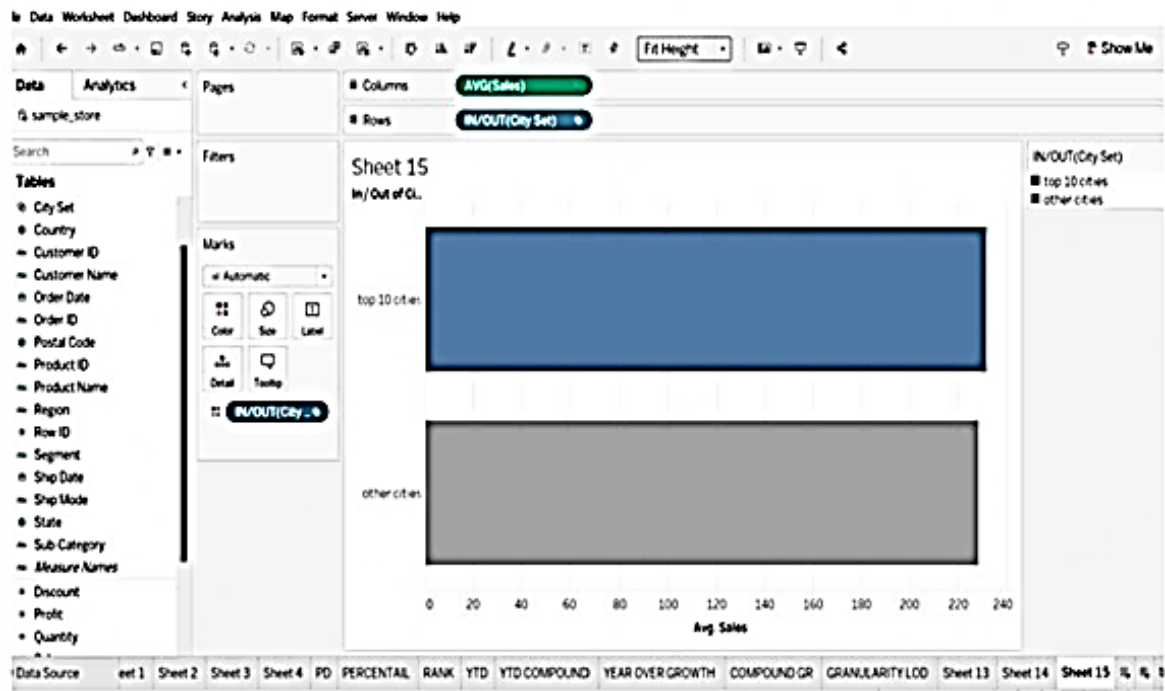 Data Worksheet Dashboard Story Analysis Map Format Server Window Help
Fit Height
Show Me
Data Analytics
sample_store
Search
Tables
City Set
Country
Customer ID
Customer Name
Order Date
Order ID
Postal Code
Product ID
Product Name
Region
Row ID
Segment
Ship Date
Ship Mode
State
Sub-Category
Measure Names
Discount
Profit
Quantity
Pages
Filters
Marks
Automatic
Color Size Label
Detail Tooltip
IN/OUT(City ..
Columns AVG(Sales)
Rows IN/OUT(City Set)
Sheet 15
In / Out of Ci..
top 10 cities
other cities
0 20 40 60 80 100 120 140 160 180 200 220 240
Avg. Sales
IN/OUT(City Set)
top 10 cities
other cities
Data Source eet 1 Sheet 2 Sheet 3 Sheet 4 PD PERCENTAIL RANK YTD YTD COMPOUND YEAR OVER GROWTH COMPOUND GR GRANULARITY LOD Sheet 13 Sheet 14 Sheet 15